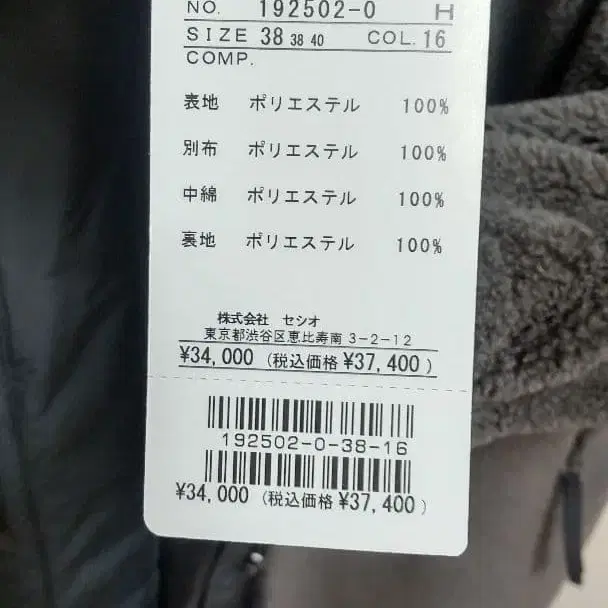 NO. 192502-0 H
SIZE 38 38 40 COL. 16
COMP.
表地 ポリエステル 100%
別布 ポリエステル 100%
中綿 ポリエステル 100%
裏地 ポリエステル 100%
株式会社 セシオ
東京都渋谷区恵比寿南 3-2-12
¥34,000 (税込価格 ¥37,400)
192502-0-38-16
¥34,000 (税込価格 ¥37,400)